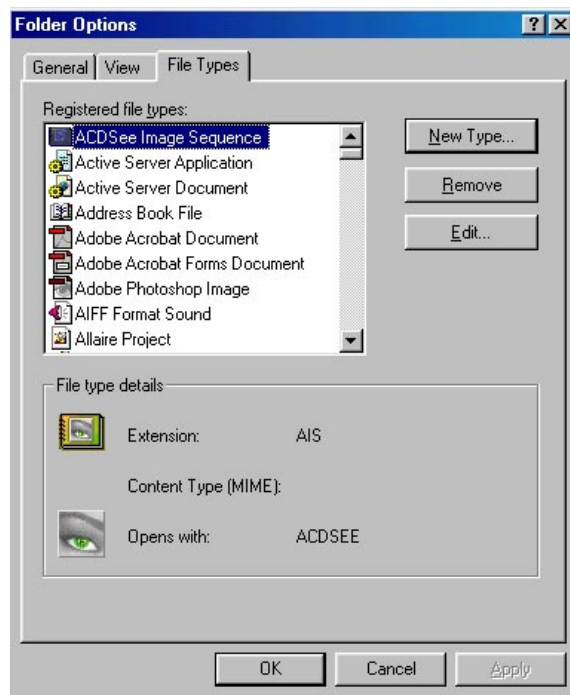 Folder Options
General View File Types
Registered file types:
ACDSee Image Sequence
Active Server Application
Active Server Document
Address Book File
Adobe Acrobat Document
Adobe Acrobat Forms Document
Adobe Photoshop Image
AIFF Format Sound
Allaire Project
New Type...
Remove
Edit...
File type details
Extension: AIS
Content Type (MIME):
Opens with: ACDSEE
OK Cancel Apply